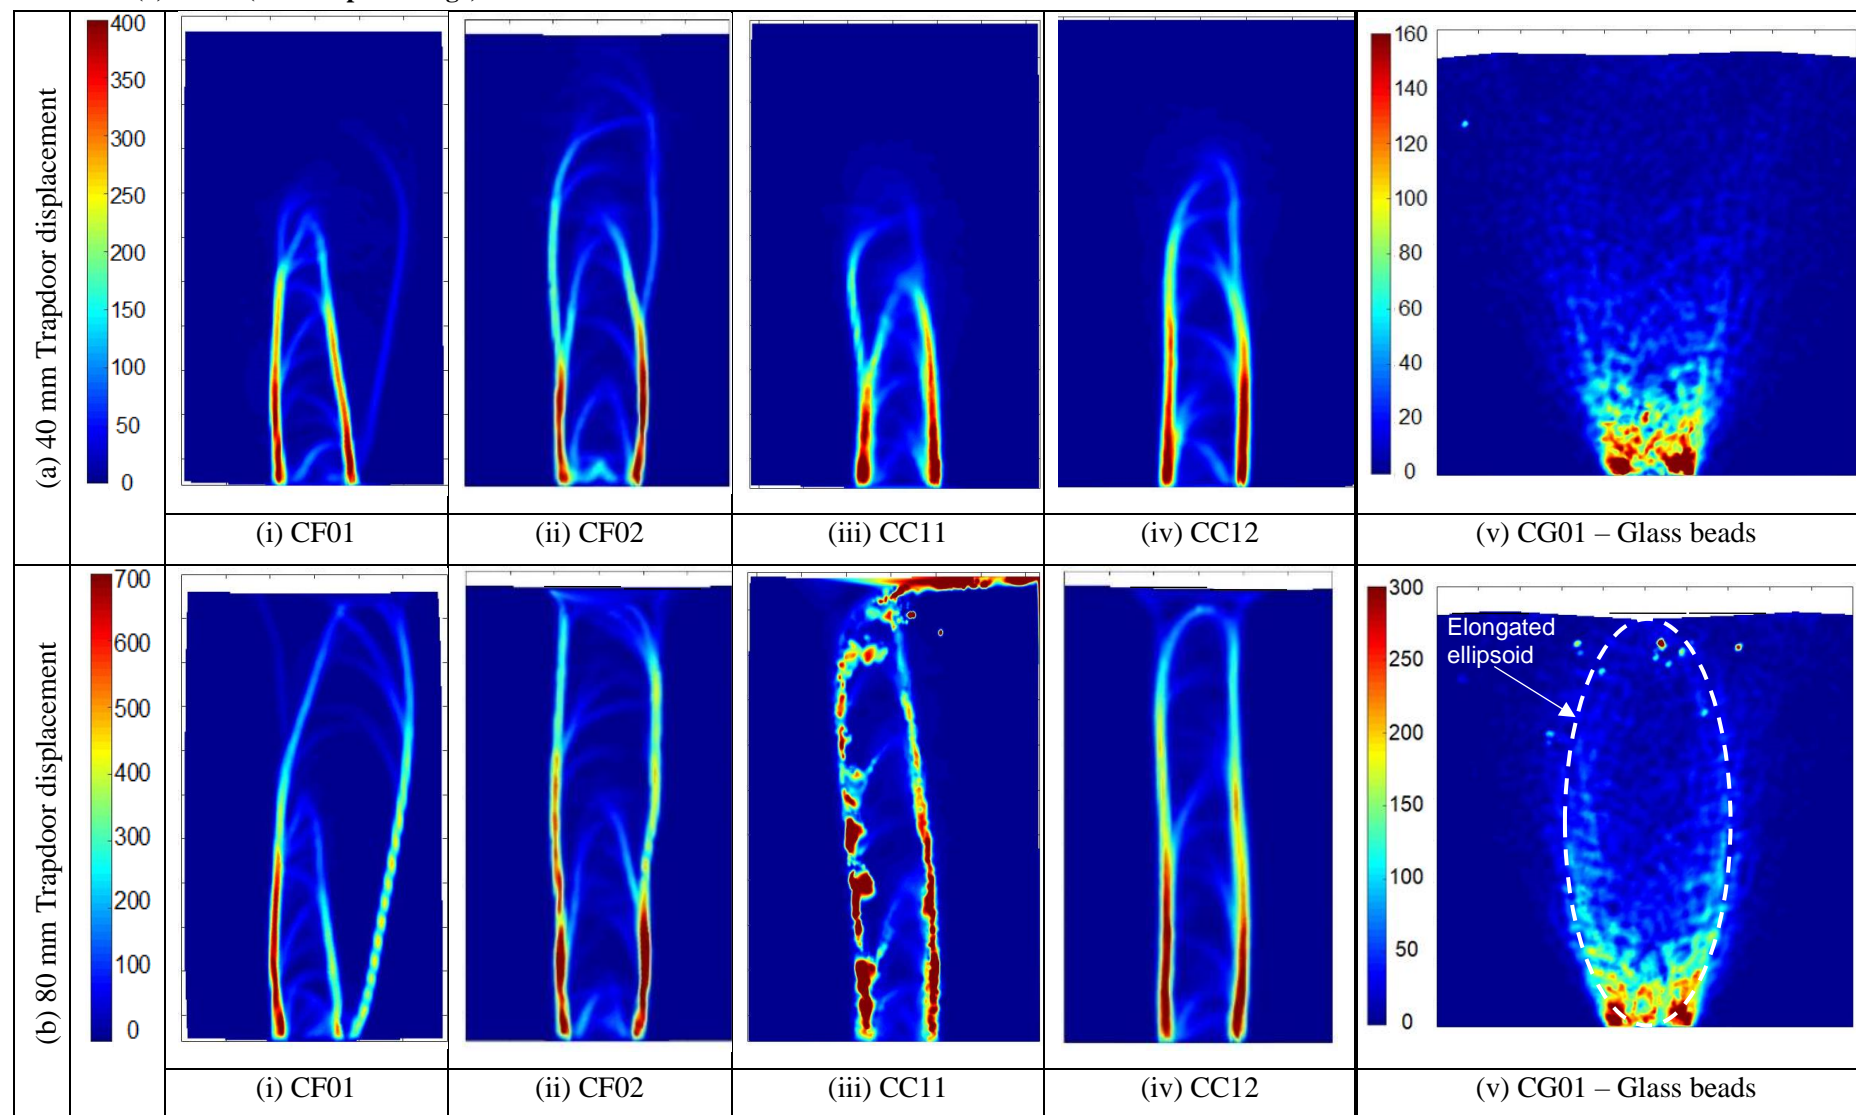 (a) 40 mm Trapdoor displacement
400
350
300
250
200
150
100
50
0
160
140
120
100
80
60
40
20
0
(i) CF01
(ii) CF02
(iii) CC11
(iv) CC12
(v) CG01 – Glass beads
(b) 80 mm Trapdoor displacement
700
600
500
400
300
200
100
0
Elongated
ellipsoid
300
250
200
150
100
50
0
(i) CF01
(ii) CF02
(iii) CC11
(iv) CC12
(v) CG01 – Glass beads